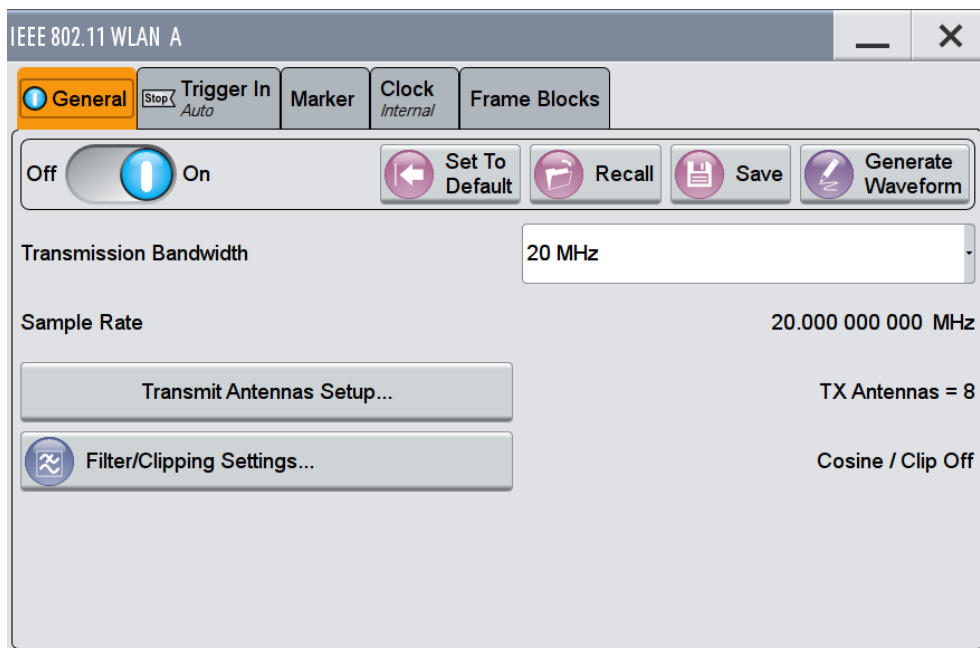 IEEE 802.11 WLAN A
General
Stop
Trigger In
Auto
Marker
Clock
Internal
Frame Blocks
Off
On
Set To
Default
Recall
Save
Generate
Waveform
Transmission Bandwidth
20 MHz
Sample Rate
20.000 000 000 MHz
Transmit Antennas Setup...
TX Antennas = 8
Filter/Clipping Settings...
Cosine / Clip Off